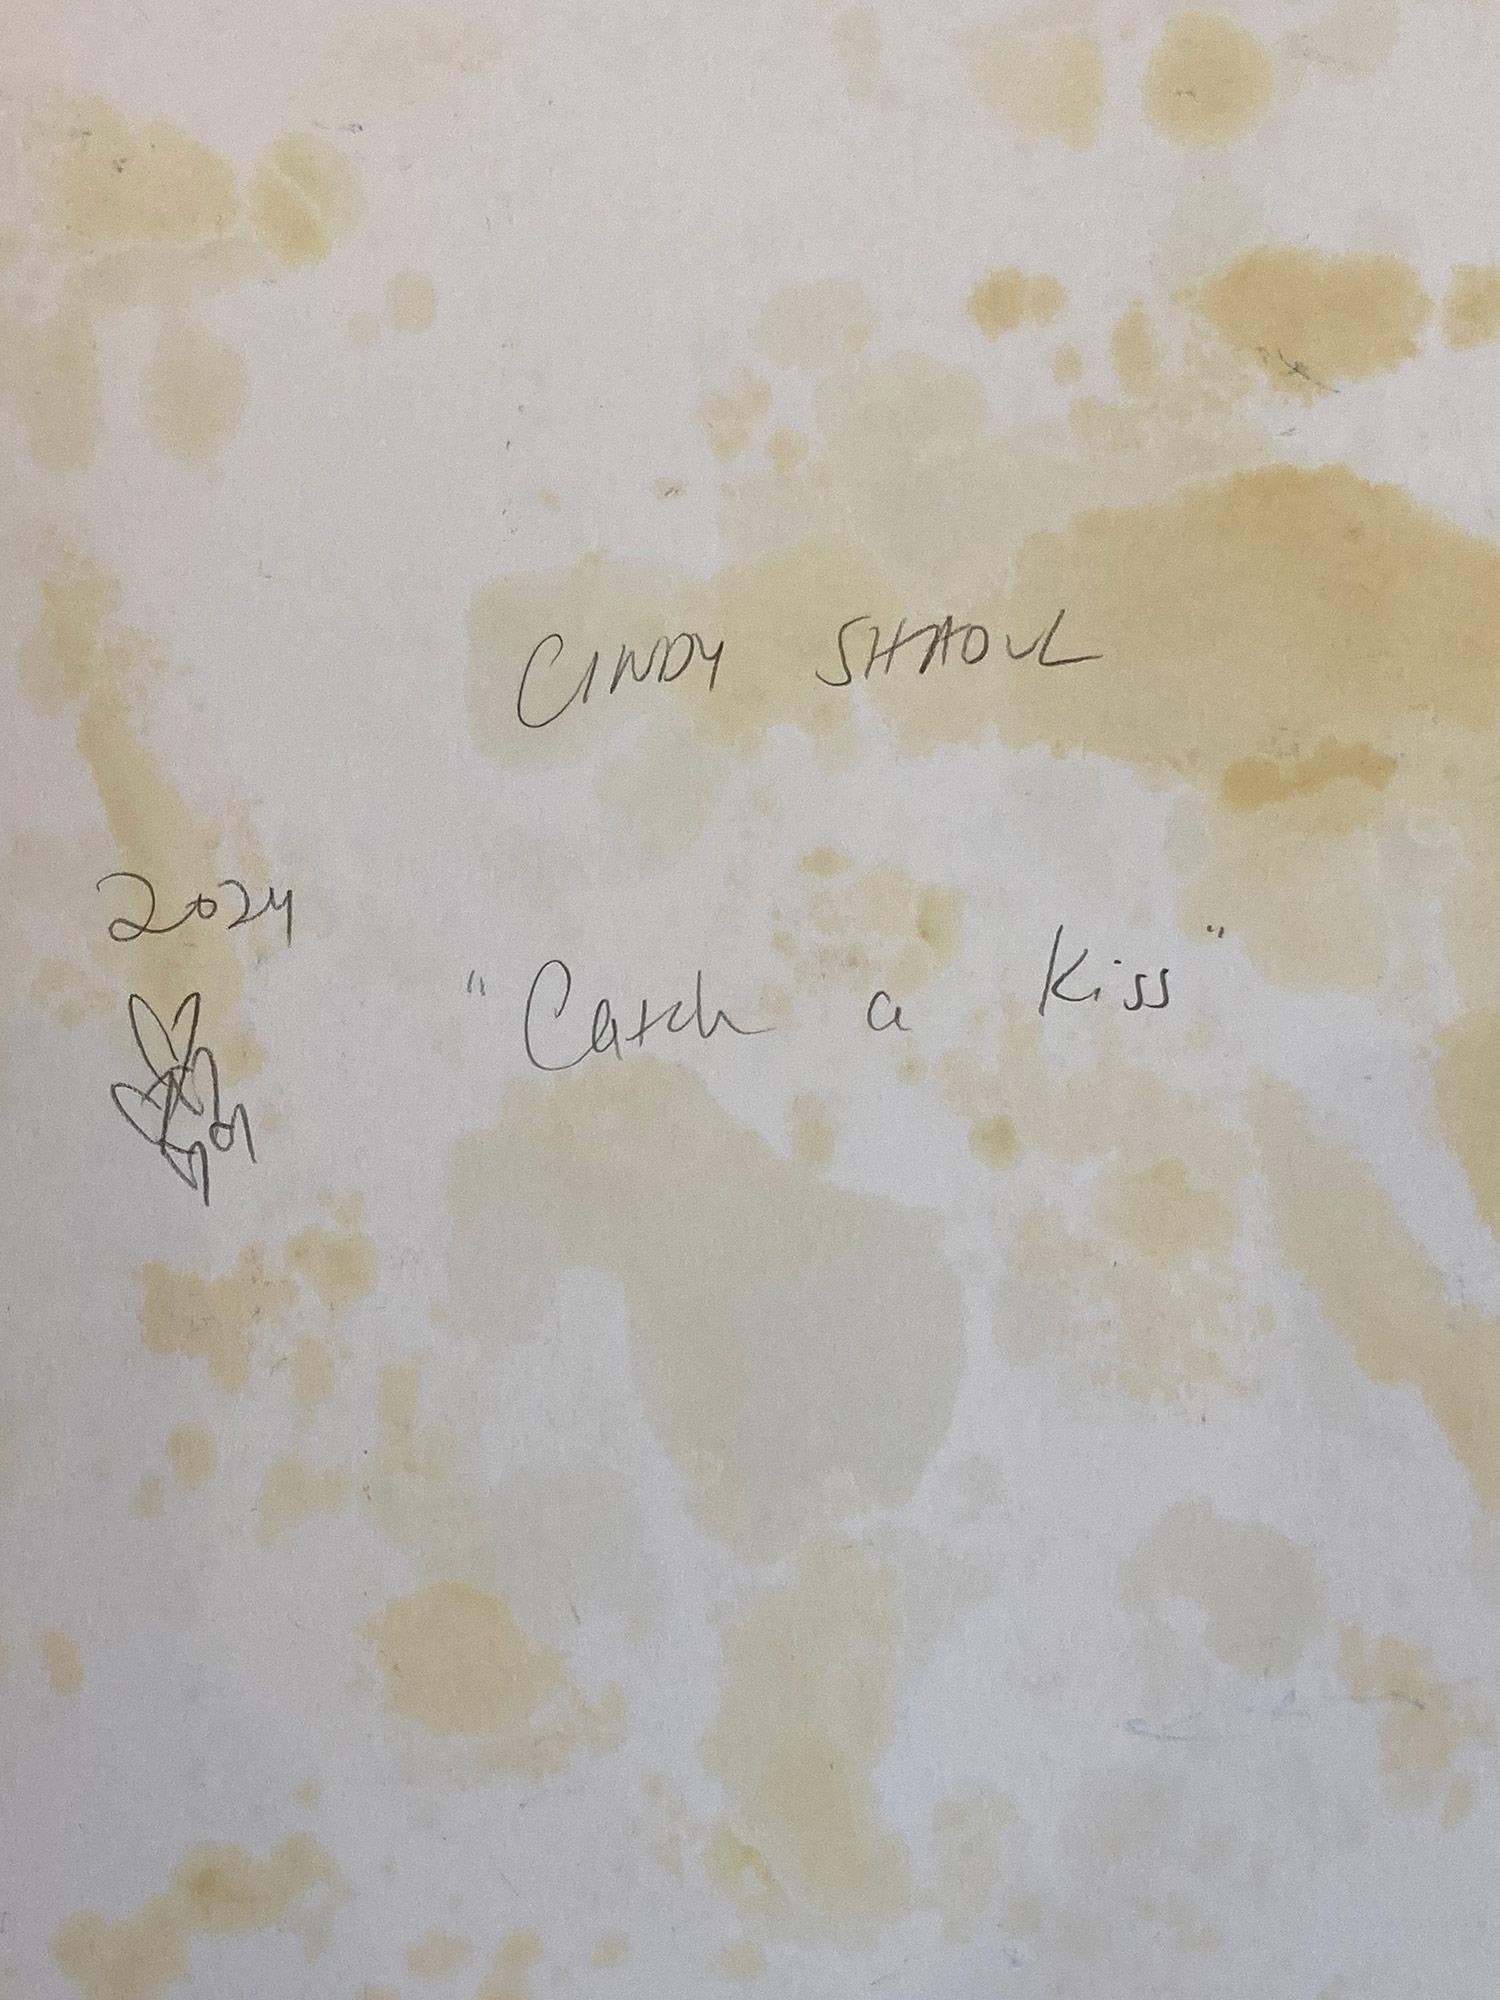 CINDY SHAOUL
2024
"Catch a Kiss"